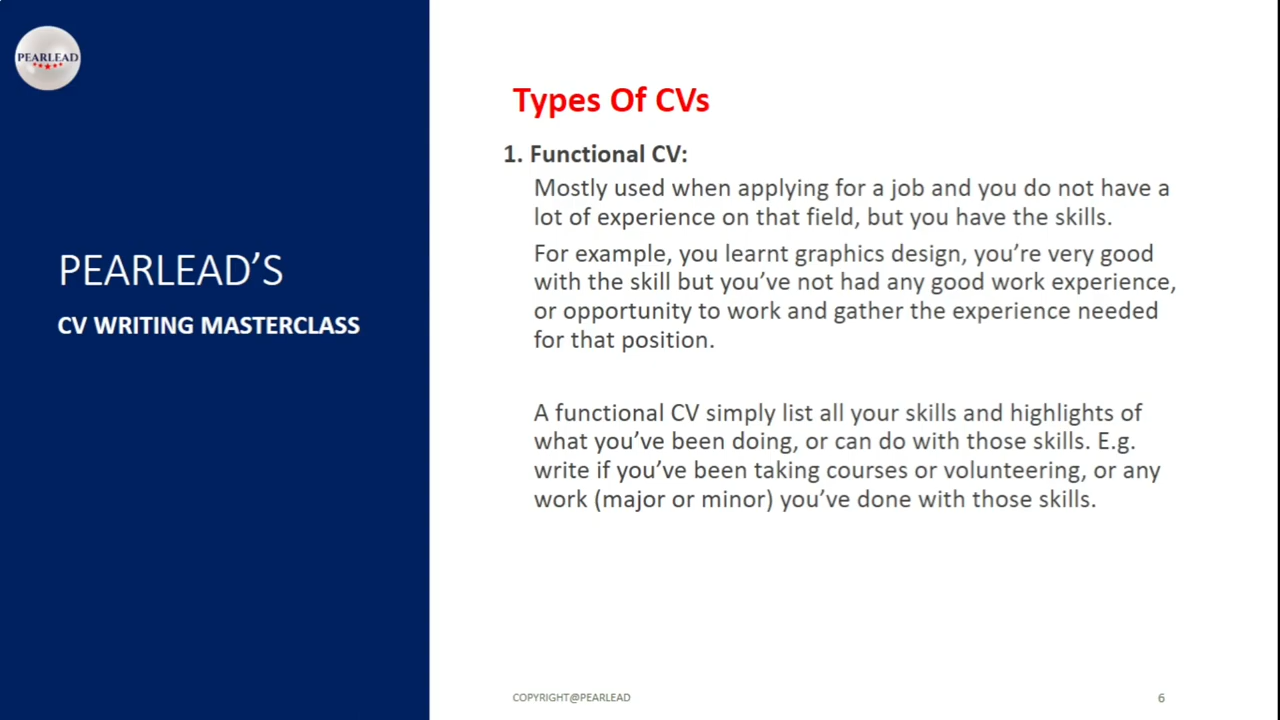 PEARLEAD
PEARLEAD'S
CV WRITING MASTERCLASS
Types Of CVs
1. Functional CV:
Mostly used when applying for a job and you do not have a
lot of experience on that field, but you have the skills.
For example, you learnt graphics design, you're very good
with the skill but you've not had any good work experience,
or opportunity to work and gather the experience needed
for that position.
A functional CV simply list all your skills and highlights of
what you've been doing, or can do with those skills. E.g.
write if you've been taking courses or volunteering, or any
work (major or minor) you've done with those skills.
COPYRIGHT@PEARLEAD
6